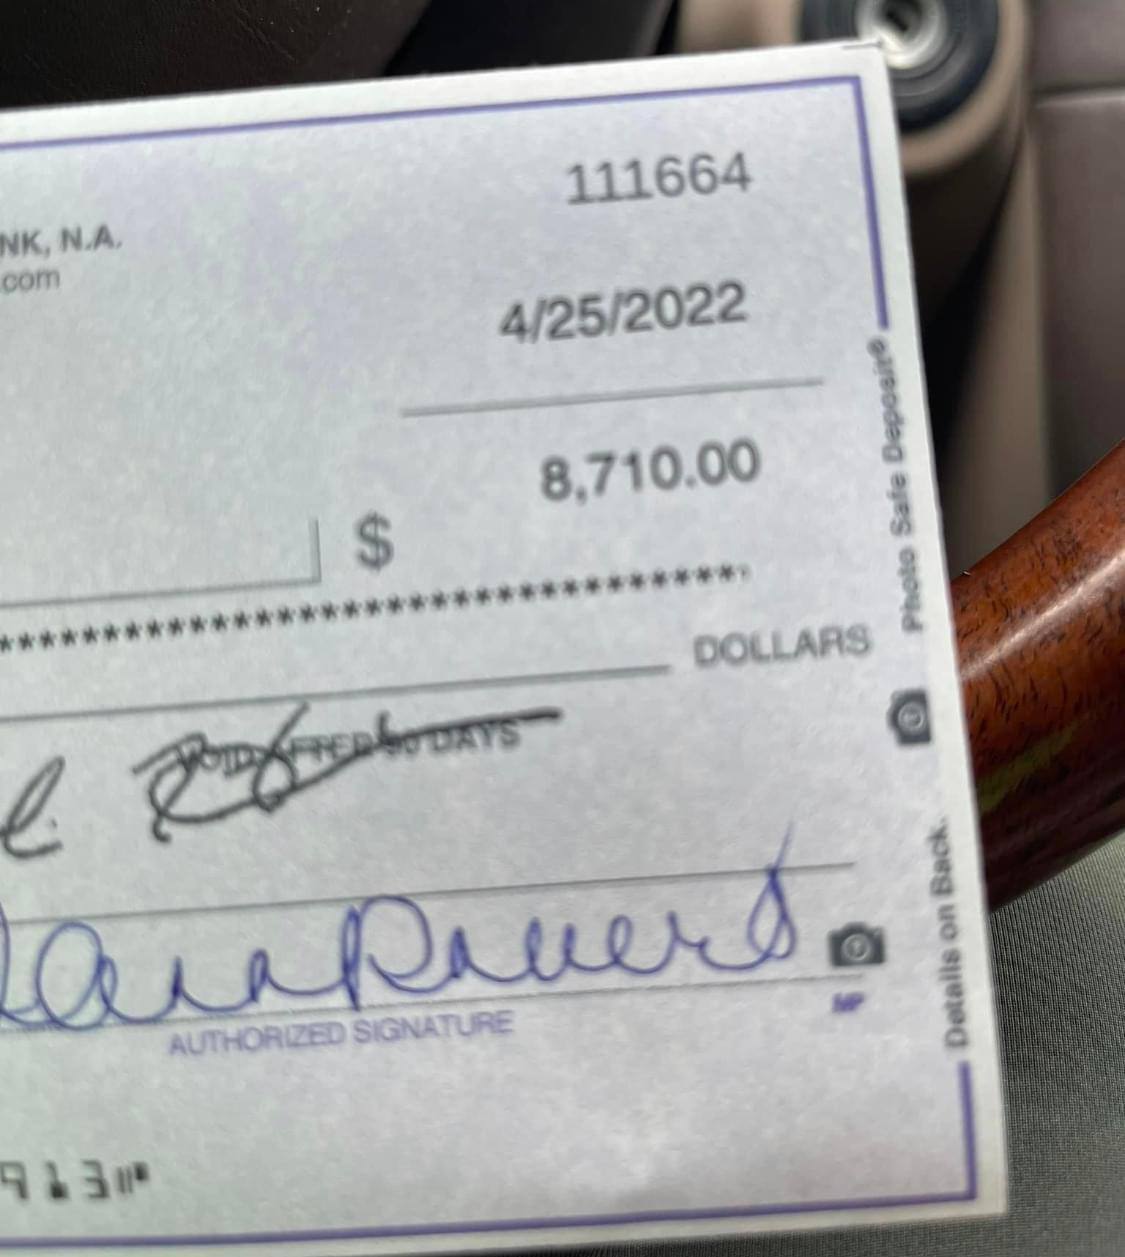 111664
NK, N.A.
.com
4/25/2022
$ 8,710.00
*******************************************
DOLLARS
VOID AFTER 90 DAYS
AUTHORIZED SIGNATURE
MP
913⑈
Photo Safe Deposit®
Details on Back.